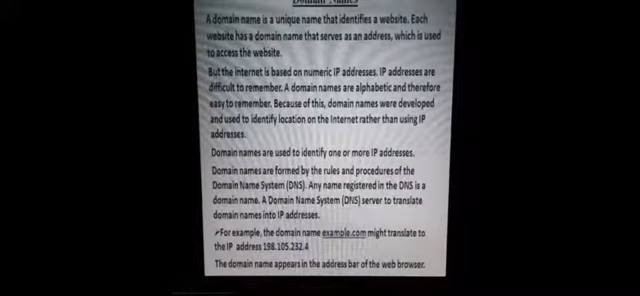 Domain Names
A domain name is a unique name that identifies a website. Each
website has a domain name that serves as an address, which is used
to access the website.
But the internet is based on numeric IP addresses. IP addresses are
difficult to remember. A domain names are alphabetic and therefore
easy to remember. Because of this, domain names were developed
and used to identify location on the Internet rather than using IP
addresses.
Domain names are used to identify one or more IP addresses.
Domain names are formed by the rules and procedures of the
Domain Name System (DNS). Any name registered in the DNS is a
domain name. A Domain Name System (DNS) server to translate
domain names into IP addresses.
➢For example, the domain name example.com might translate to
the IP address 198.105.232.4
The domain name appears in the address bar of the web browser.